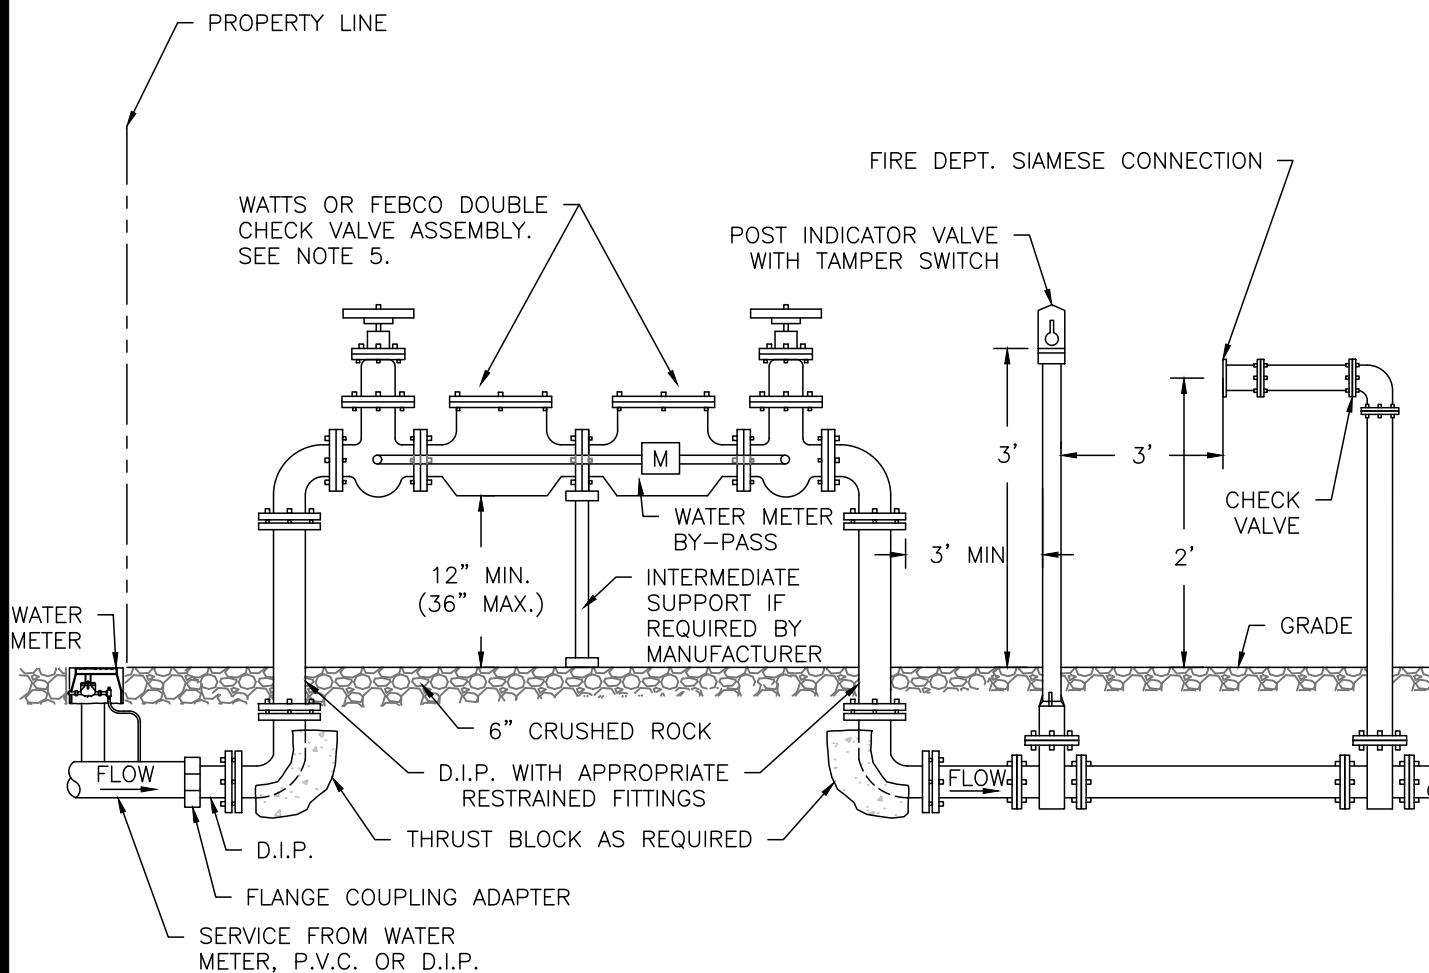 PROPERTY LINE
FIRE DEPT. SIAMESE CONNECTION
WATTS OR FEBCO DOUBLE
CHECK VALVE ASSEMBLY.
SEE NOTE 5.
POST INDICATOR VALVE
WITH TAMPER SWITCH
M
3'
3'
CHECK
VALVE
WATER METER
BY-PASS
3' MIN
2'
12" MIN.
(36" MAX.)
INTERMEDIATE
SUPPORT IF
REQUIRED BY
MANUFACTURER
WATER
METER
GRADE
6" CRUSHED ROCK
FLOW
D.I.P. WITH APPROPRIATE
RESTRAINED FITTINGS
FLOW
THRUST BLOCK AS REQUIRED
D.I.P.
FLANGE COUPLING ADAPTER
SERVICE FROM WATER
METER, P.V.C. OR D.I.P.